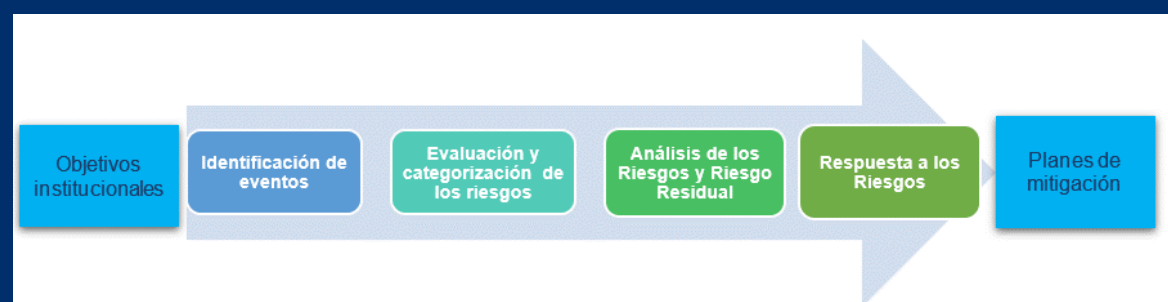 Objetivos
institucionales
Identificación de
eventos
Evaluación y
categorización de
los riesgos
Análisis de los
Riesgos y Riesgo
Residual
Respuesta a los
Riesgos
Planes de
mitigación